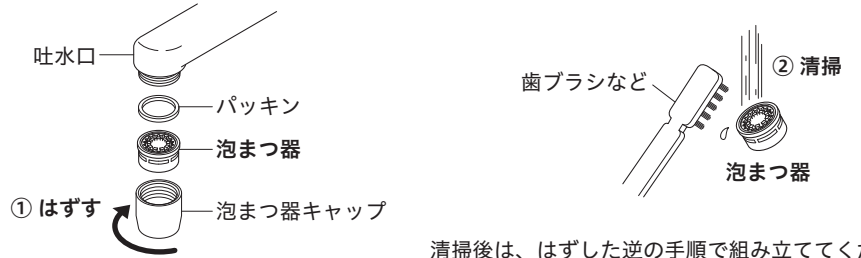 吐水口
パッキン
泡まつ器
① はずす
泡まつ器キャップ
歯ブラシなど
② 清掃
泡まつ器
清掃後は、はずした逆の手順で組み立ててくだ